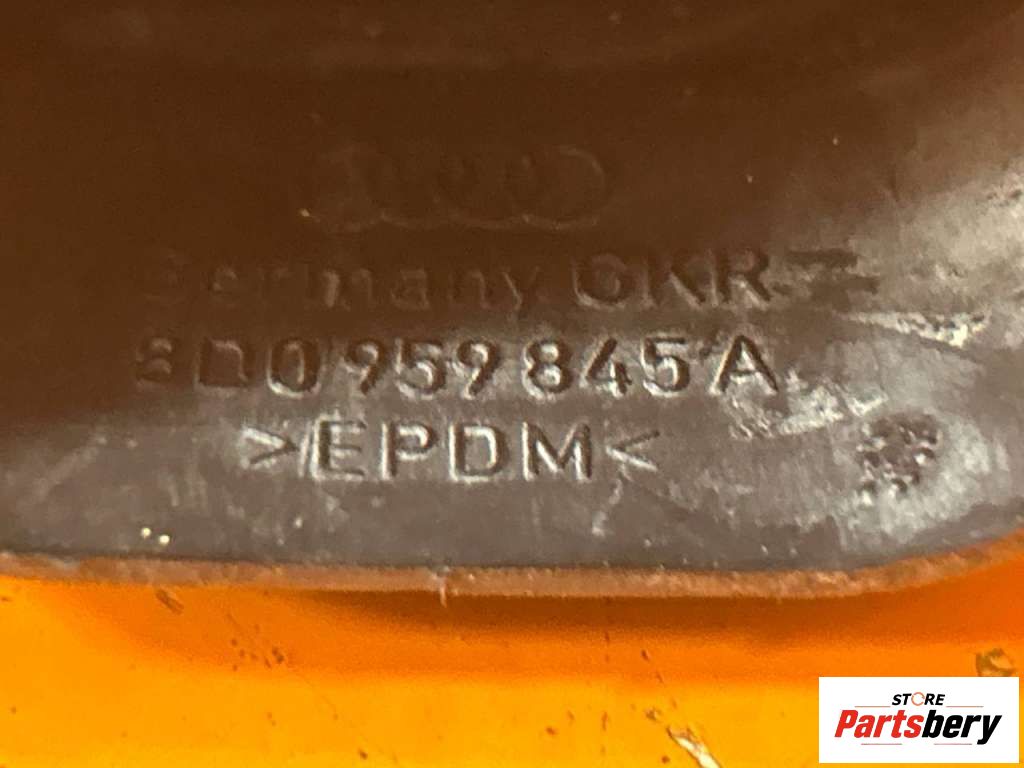 Germany GKR
8D0 959 845 A
>EPDM<
STORE
Partsbery